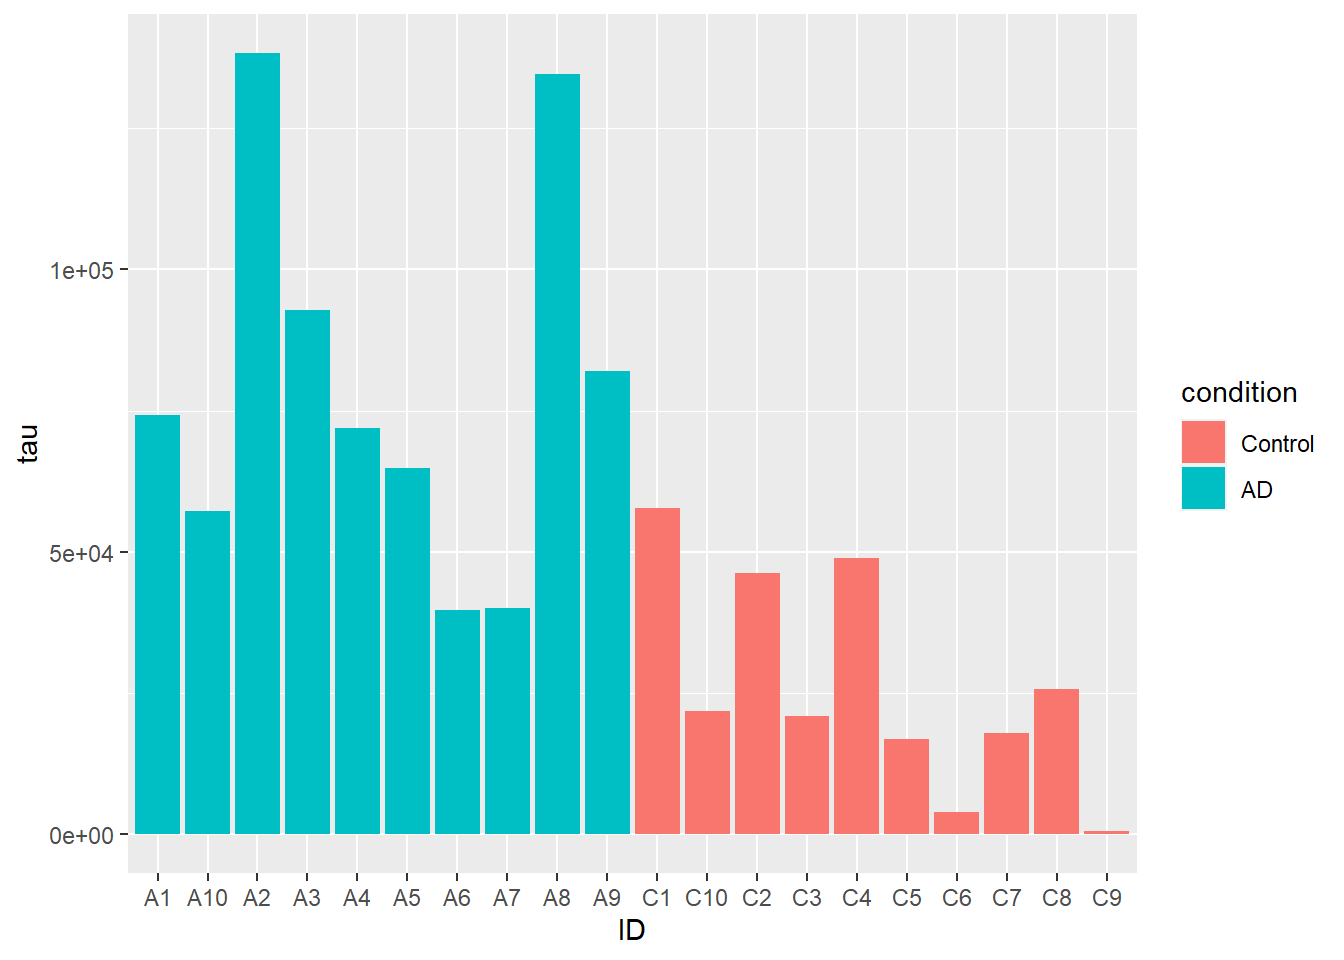 tau
1e+05
5e+04
0e+00
A1 A10 A2 A3 A4 A5 A6 A7 A8 A9 C1 C10 C2 C3 C4 C5 C6 C7 C8 C9
ID
condition
Control
AD